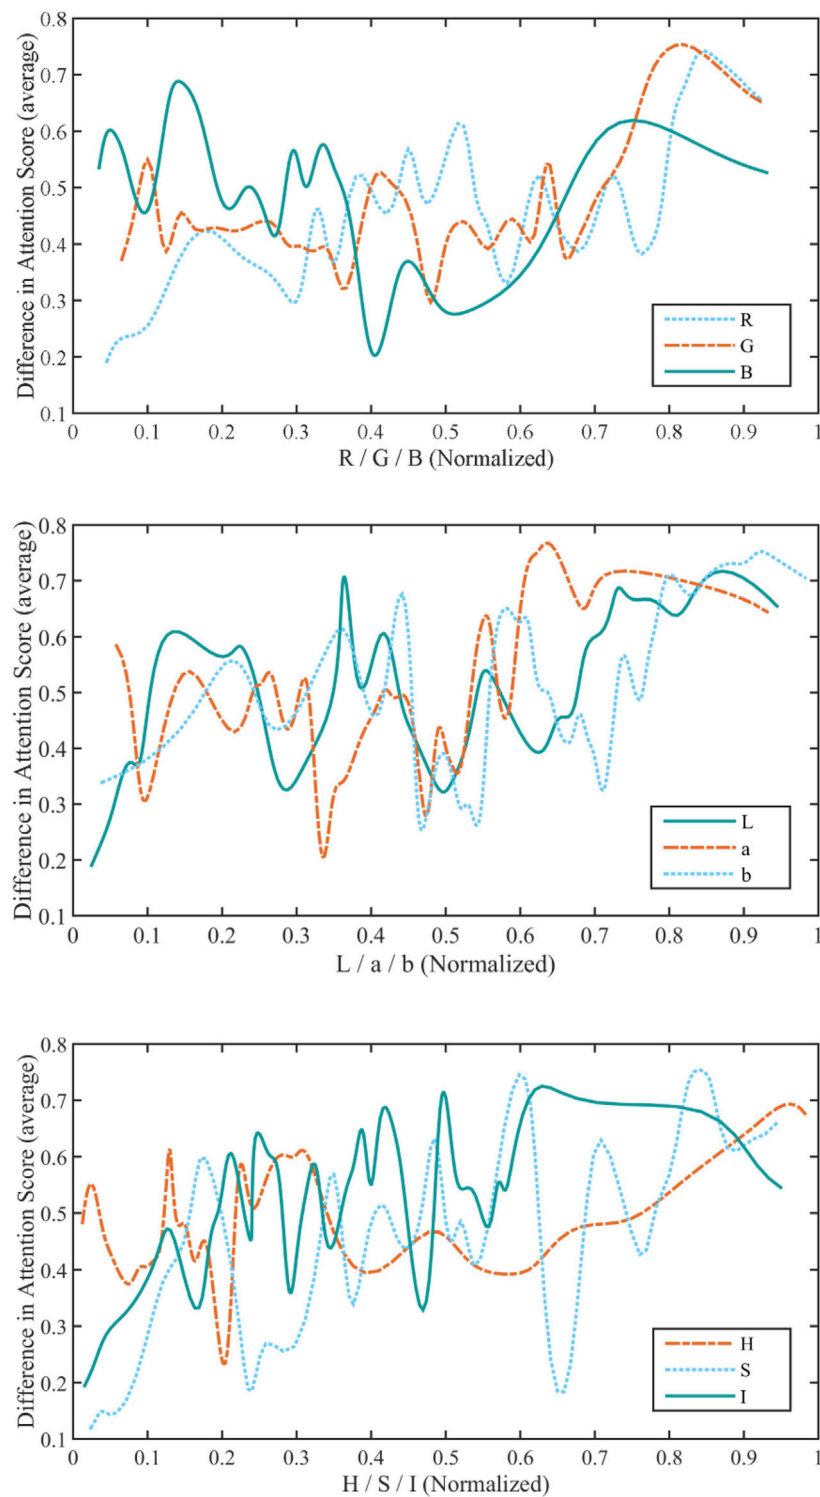 Difference in Attention Score (average)
0.8
0.7
0.6
0.5
0.4
0.3
0.2
0.1
R
G
B
0 0.1 0.2 0.3 0.4 0.5 0.6 0.7 0.8 0.9 1
R / G / B (Normalized)
Difference in Attention Score (average)
0.8
0.7
0.6
0.5
0.4
0.3
0.2
0.1
L
a
b
0 0.1 0.2 0.3 0.4 0.5 0.6 0.7 0.8 0.9 1
L / a / b (Normalized)
Difference in Attention Score (average)
0.8
0.7
0.6
0.5
0.4
0.3
0.2
0.1
H
S
I
0 0.1 0.2 0.3 0.4 0.5 0.6 0.7 0.8 0.9 1
H / S / I (Normalized)